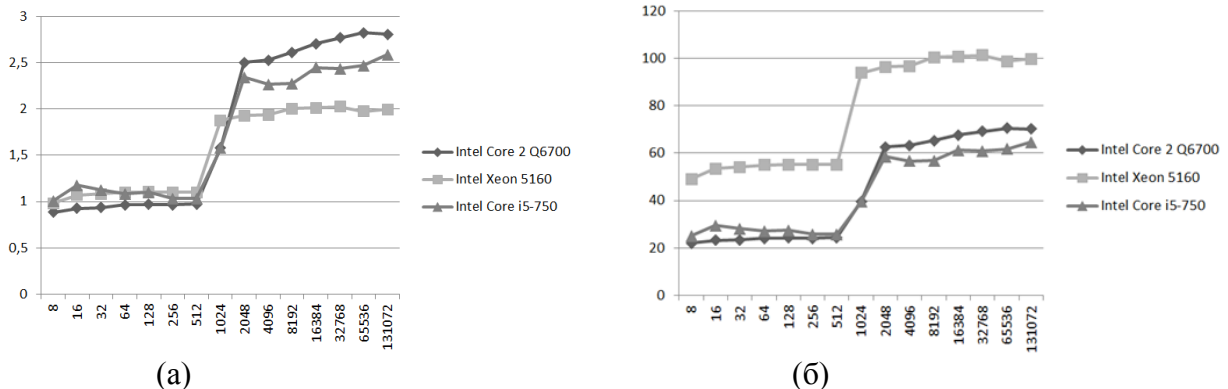 3
2,5
2
1,5
1
0,5
0
8 16 32 64 128 256 512 1024 2048 4096 8192 16384 32768 65536 131072
Intel Core 2 Q6700
Intel Xeon 5160
Intel Core i5-750
(а)
120
100
80
60
40
20
0
8 16 32 64 128 256 512 1024 2048 4096 8192 16384 32768 65536 131072
Intel Core 2 Q6700
Intel Xeon 5160
Intel Core i5-750
(б)